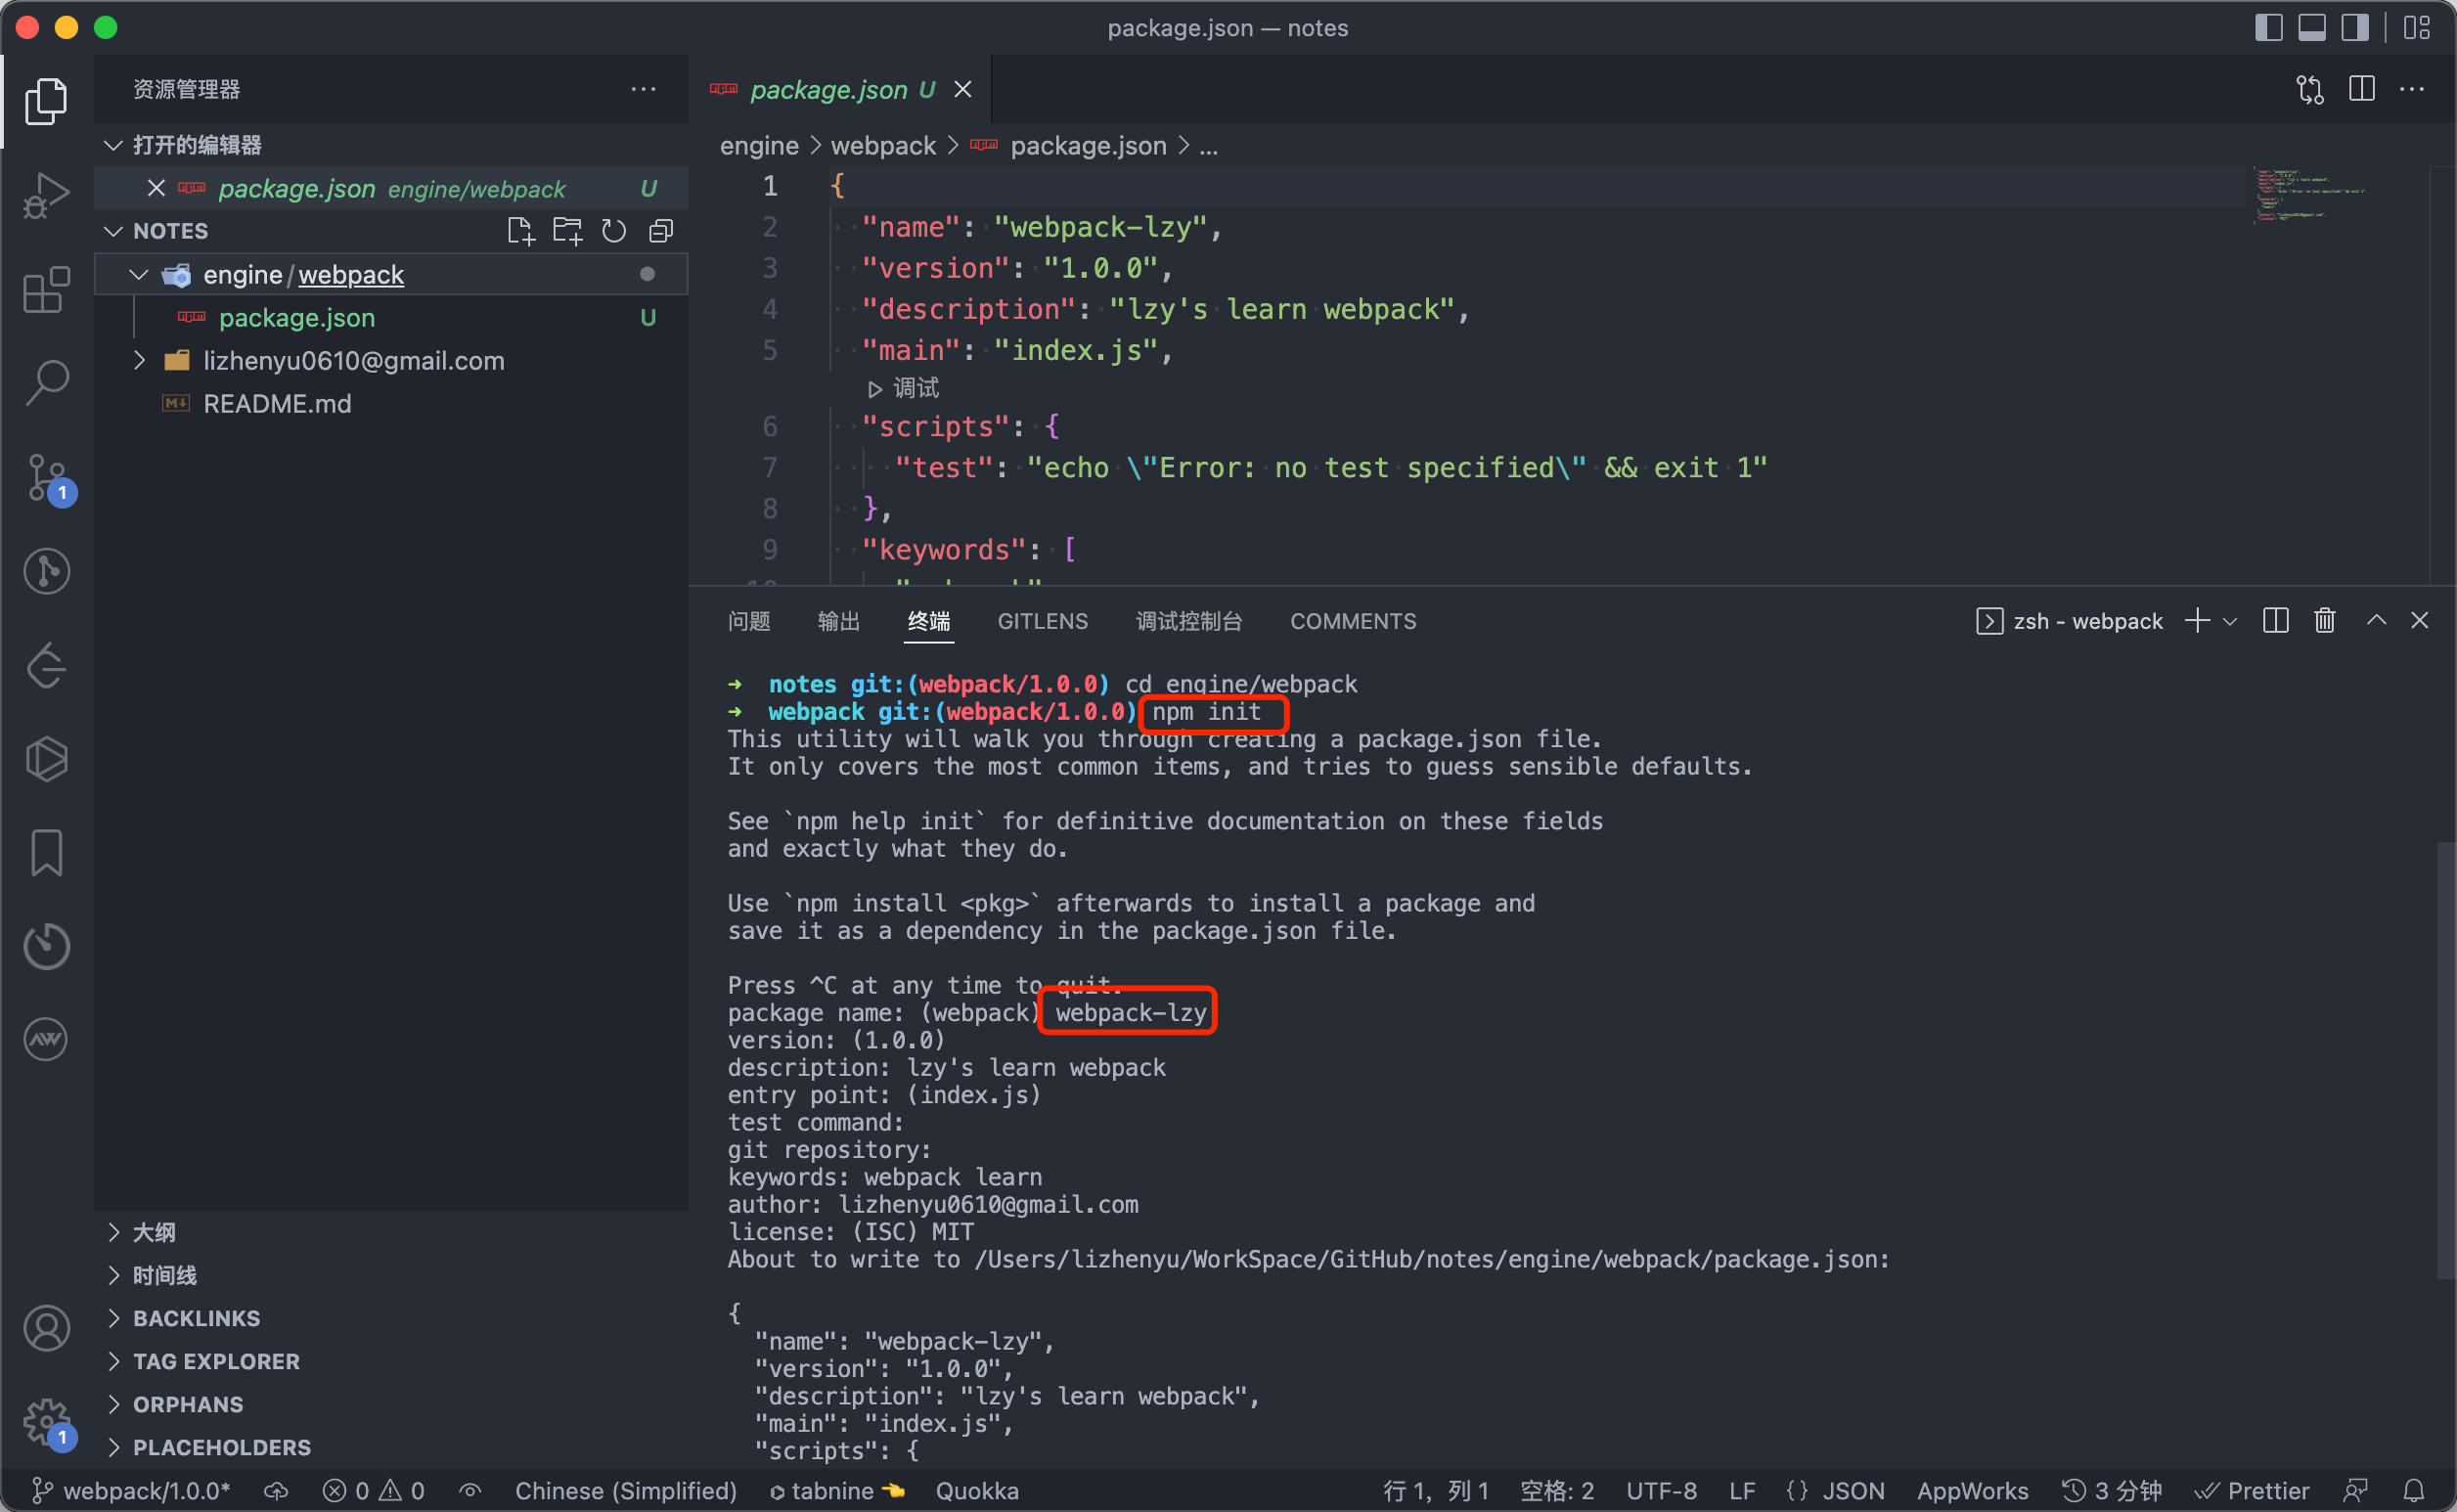 package.json — notes
资源管理器
打开的编辑器
package.json engine/webpack U
NOTES
engine/webpack
package.json U
lizhenyu0610@gmail.com
README.md
1
1
大纲
时间线
BACKLINKS
TAG EXPLORER
ORPHANS
PLACEHOLDERS
package.json U
engine > webpack > package.json > ...
1 {
2 "name": "webpack-lzy",
3 "version": "1.0.0",
4 "description": "lzy's learn webpack",
5 "main": "index.js",
调试
6 "scripts": {
7 "test": "echo \"Error: no test specified\" && exit 1"
8 },
9 "keywords": [
问题 输出 终端 GITLENS 调试控制台 COMMENTS
zsh - webpack
→ notes git:(webpack/1.0.0) cd engine/webpack
→ webpack git:(webpack/1.0.0) npm init
This utility will walk you through creating a package.json file.
It only covers the most common items, and tries to guess sensible defaults.
See `npm help init` for definitive documentation on these fields
and exactly what they do.
Use `npm install <pkg>` afterwards to install a package and
save it as a dependency in the package.json file.
Press ^C at any time to quit.
package name: (webpack) webpack-lzy
version: (1.0.0)
description: lzy's learn webpack
entry point: (index.js)
test command:
git repository:
keywords: webpack learn
author: lizhenyu0610@gmail.com
license: (ISC) MIT
About to write to /Users/lizhenyu/WorkSpace/GitHub/notes/engine/webpack/package.json:
{
"name": "webpack-lzy",
"version": "1.0.0",
"description": "lzy's learn webpack",
"main": "index.js",
"scripts": {
webpack/1.0.0* 0 0 Chinese (Simplified) tabnine Quokka 行 1，列 1 空格: 2 UTF-8 LF {} JSON AppWorks 3 分钟 Prettier